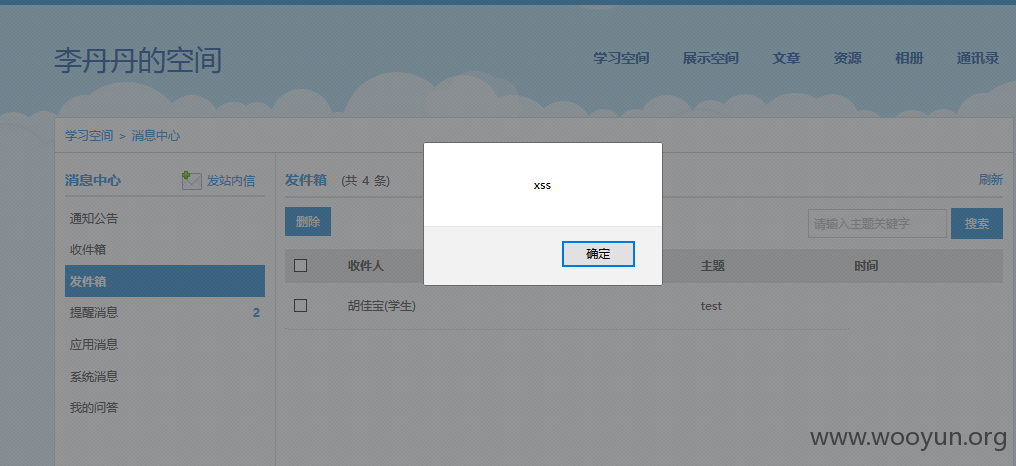 李丹丹的空间
学习空间 展示空间 文章 资源 相册 通讯录
学习空间 > 消息中心
消息中心 发站内信
通知公告
收件箱
发件箱
提醒消息 2
应用消息
系统消息
我的问答
发件箱 (共 4 条) 刷新
删除 请输入主题关键字 搜索
收件人 主题 时间
胡佳宝(学生) test
xss
确定
www.wooyun.org